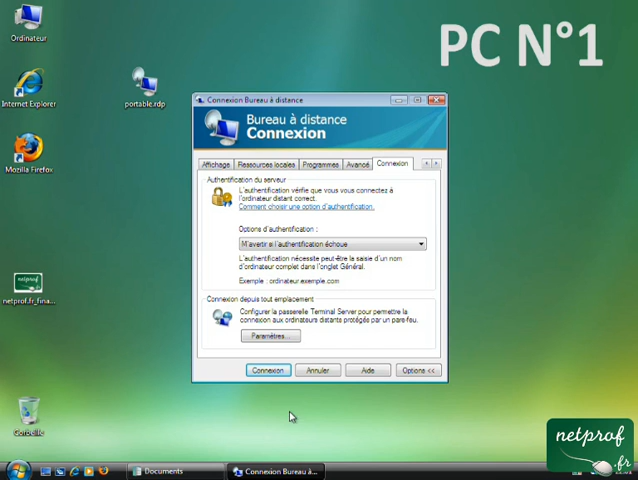 PC N°1
Ordinateur
Internet Explorer
Mozilla Firefox
portable.rdp
netprof.fr_fina...
Corbeille
Connexion Bureau à distance
Bureau à distance
Connexion
Affichage
Ressources locales
Programmes
Avancé
Connexion
Authentification du serveur
L'authentification vérifie que vous vous connectez à
l'ordinateur distant correct.
Comment choisir une option d'authentification.
Options d'authentification :
M'avertir si l'authentification échoue
L'authentification nécessite peut-être la saisie d'un nom
d'ordinateur complet dans l'onglet Général.
Exemple : ordinateur.exemple.com
Connexion depuis tout emplacement
Configurer la passerelle Terminal Server pour permettre la
connexion aux ordinateurs distants protégés par un pare-feu.
Paramètres...
Connexion
Annuler
Aide
Options <<
netprof
.fr
Documents
Connexion Bureau à...